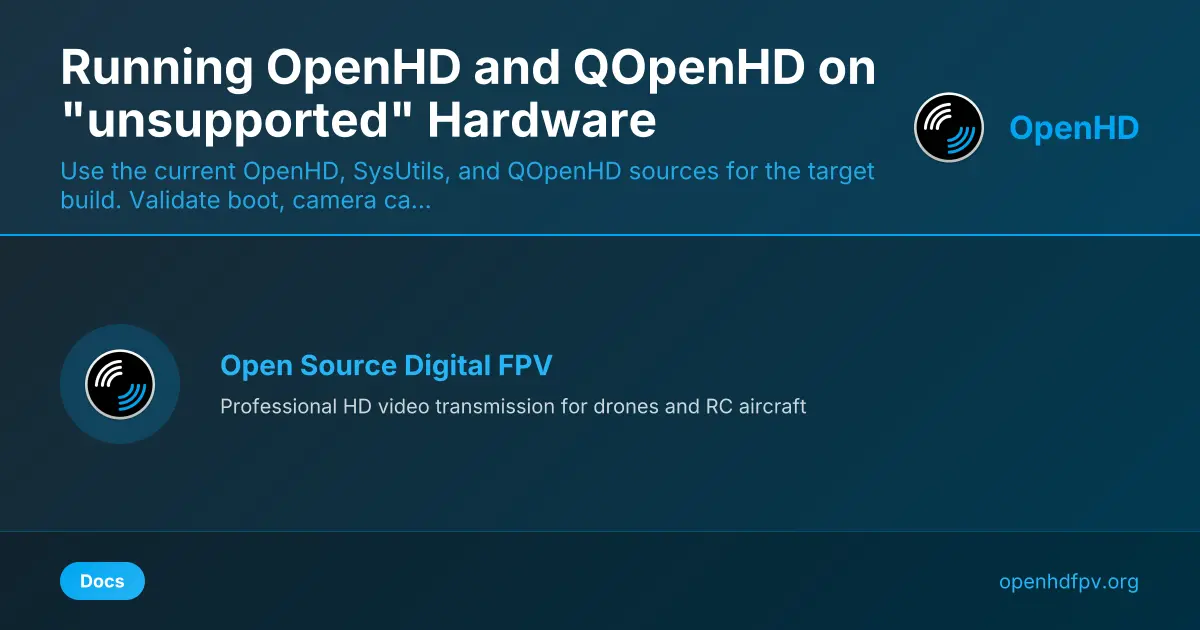 Running OpenHD and QOpenHD on
"unsupported" Hardware
Use the current OpenHD, SysUtils, and QOpenHD sources for the target
build. Validate boot, camera ca...
OpenHD
Open Source Digital FPV
Professional HD video transmission for drones and RC aircraft
Docs
openhdfpv.org